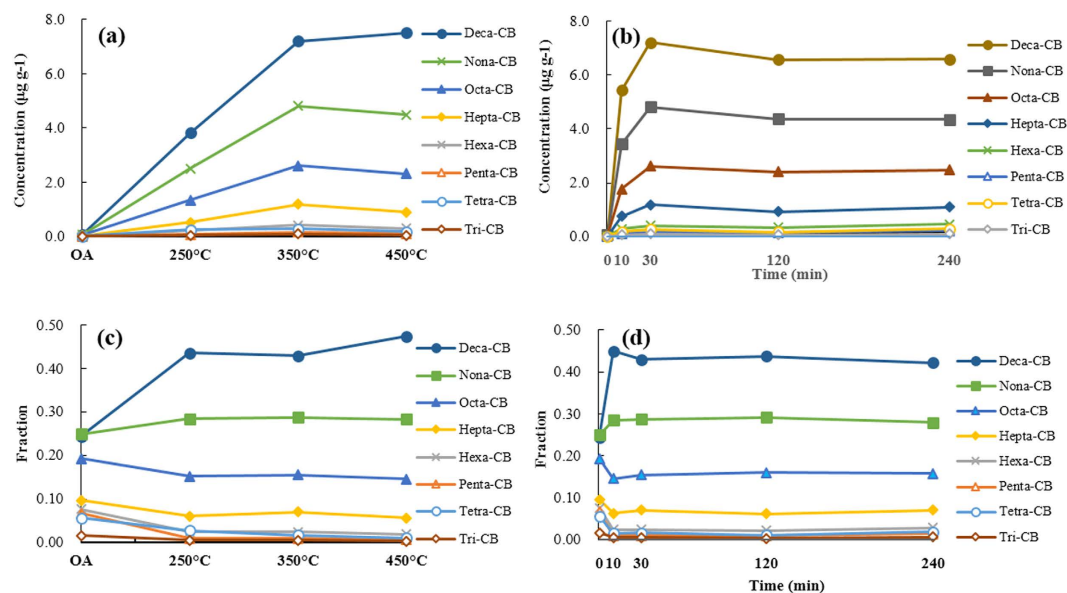 (a)
Concentration (µg g-1)
8.0
6.0
4.0
2.0
0.0
OA 250°C 350°C 450°C
Deca-CB
Nona-CB
Octa-CB
Hepta-CB
Hexa-CB
Penta-CB
Tetra-CB
Tri-CB
(b)
Concentration (µg g-1)
8.0
6.0
4.0
2.0
0.0
0 10 30 120 240
Time (min)
Deca-CB
Nona-CB
Octa-CB
Hepta-CB
Hexa-CB
Penta-CB
Tetra-CB
Tri-CB
(c)
Fraction
0.50
0.40
0.30
0.20
0.10
0.00
OA 250°C 350°C 450°C
Deca-CB
Nona-CB
Octa-CB
Hepta-CB
Hexa-CB
Penta-CB
Tetra-CB
Tri-CB
(d)
Fraction
0.50
0.40
0.30
0.20
0.10
0.00
0 10 30 120 240
Time (min)
Deca-CB
Nona-CB
Octa-CB
Hepta-CB
Hexa-CB
Penta-CB
Tetra-CB
Tri-CB